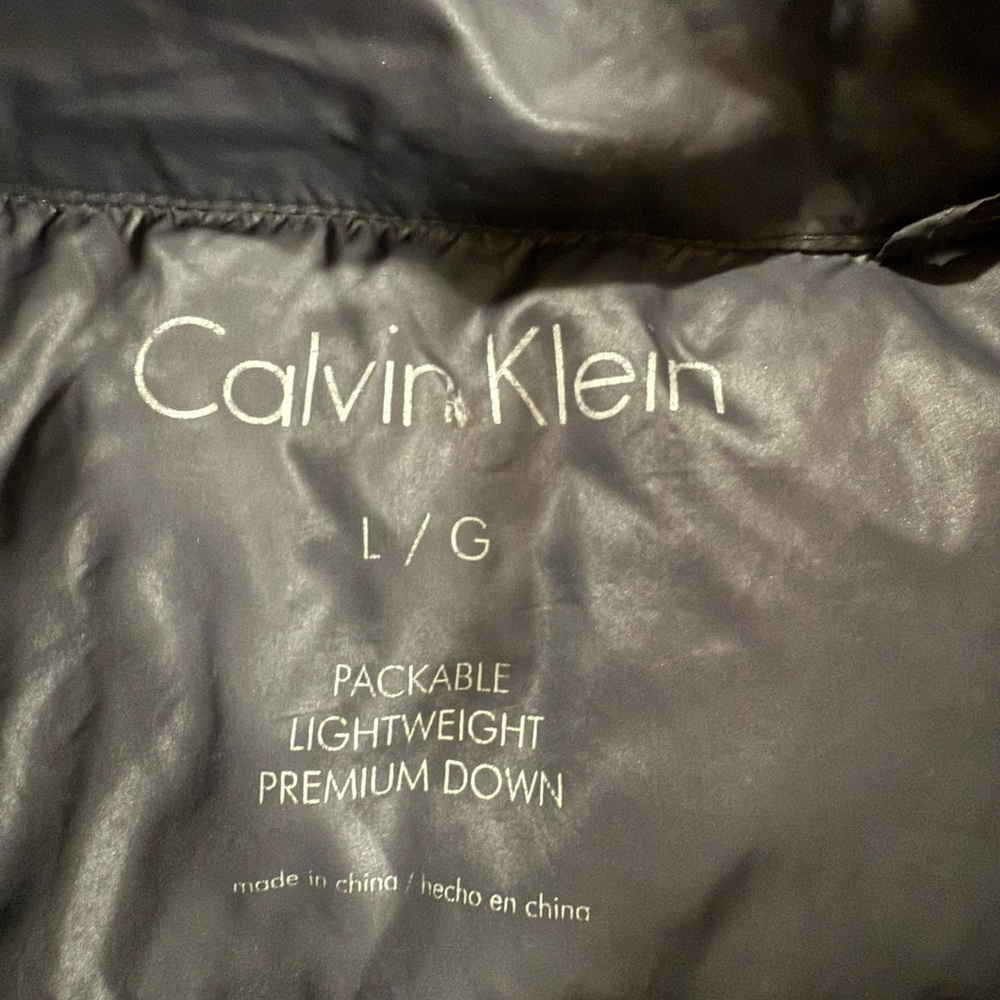 Calvin Klein
L / G
PACKABLE
LIGHTWEIGHT
PREMIUM DOWN
made in china / hecho en china